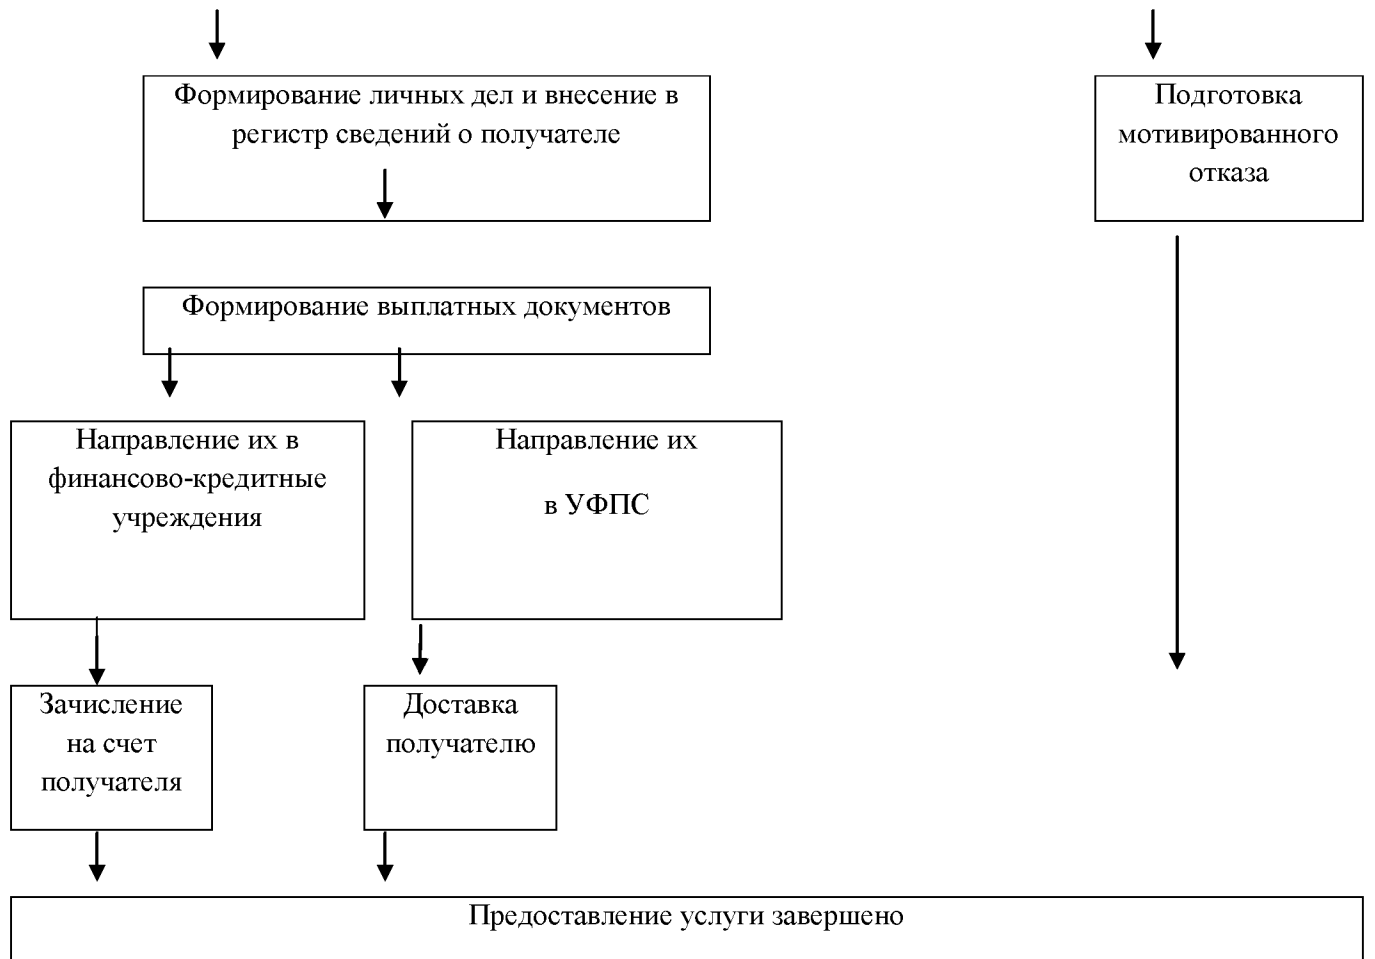 Формирование личных дел и внесение в
регистр сведений о получателе
Подготовка
мотивированного
отказа
Формирование выплатных документов
Направление их в
финансово-кредитные
учреждения
Направление их
в УФПС
Зачисление
на счет
получателя
Доставка
получателю
Предоставление услуги завершено